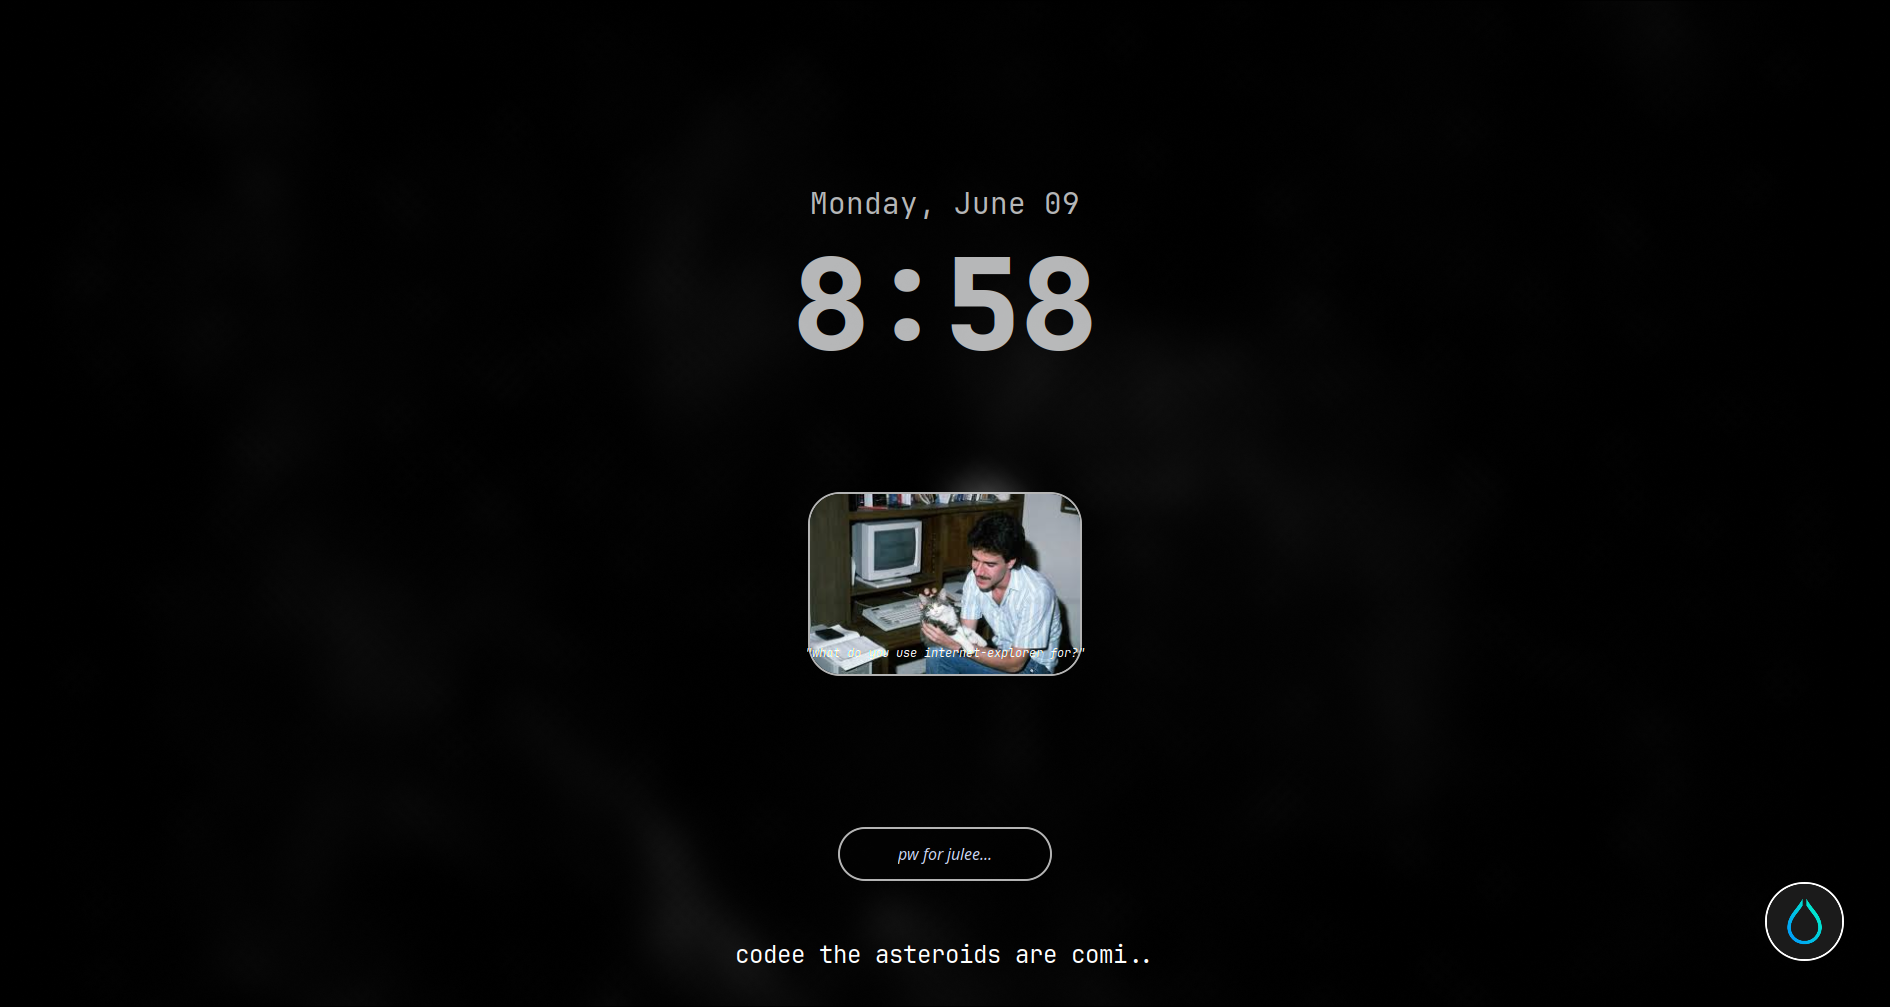 Monday, June 09
8:58
"what do you use internet-explorer for?"
pw for julee...
codee the asteroids are comi..